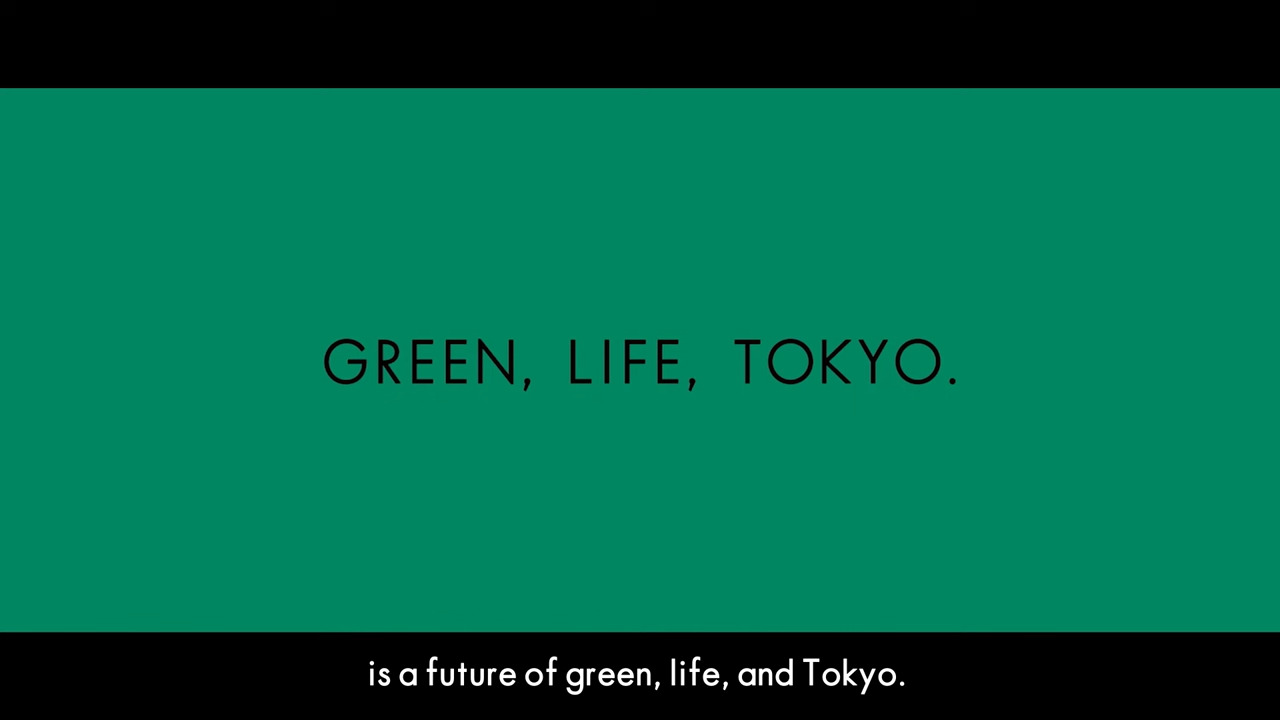 GREEN, LIFE, TOKYO.
is a future of green, life, and Tokyo.